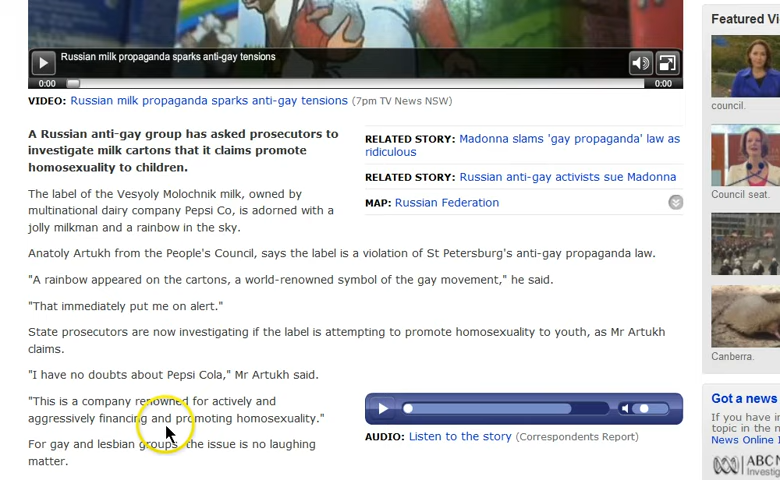 Russian milk propaganda sparks anti-gay tensions
0:00
0:00
VIDEO: Russian milk propaganda sparks anti-gay tensions (7pm TV News NSW)
A Russian anti-gay group has asked prosecutors to
investigate milk cartons that it claims promote
homosexuality to children.
The label of the Vesyoly Molochnik milk, owned by
multinational dairy company Pepsi Co, is adorned with a
jolly milkman and a rainbow in the sky.
RELATED STORY: Madonna slams 'gay propaganda' law as
ridiculous
RELATED STORY: Russian anti-gay activists sue Madonna
MAP: Russian Federation
Anatoly Artukh from the People's Council, says the label is a violation of St Petersburg's anti-gay propaganda law.
"A rainbow appeared on the cartons, a world-renowned symbol of the gay movement," he said.
"That immediately put me on alert."
State prosecutors are now investigating if the label is attempting to promote homosexuality to youth, as Mr Artukh
claims.
"I have no doubts about Pepsi Cola," Mr Artukh said.
"This is a company renowned for actively and
aggressively financing and promoting homosexuality."
For gay and lesbian groups, the issue is no laughing
matter.
AUDIO: Listen to the story (Correspondents Report)
Featured Vi
council.
Council seat.
Canberra.
Got a news
If you have in
topic in the n
News Online I
ABC N
Investig